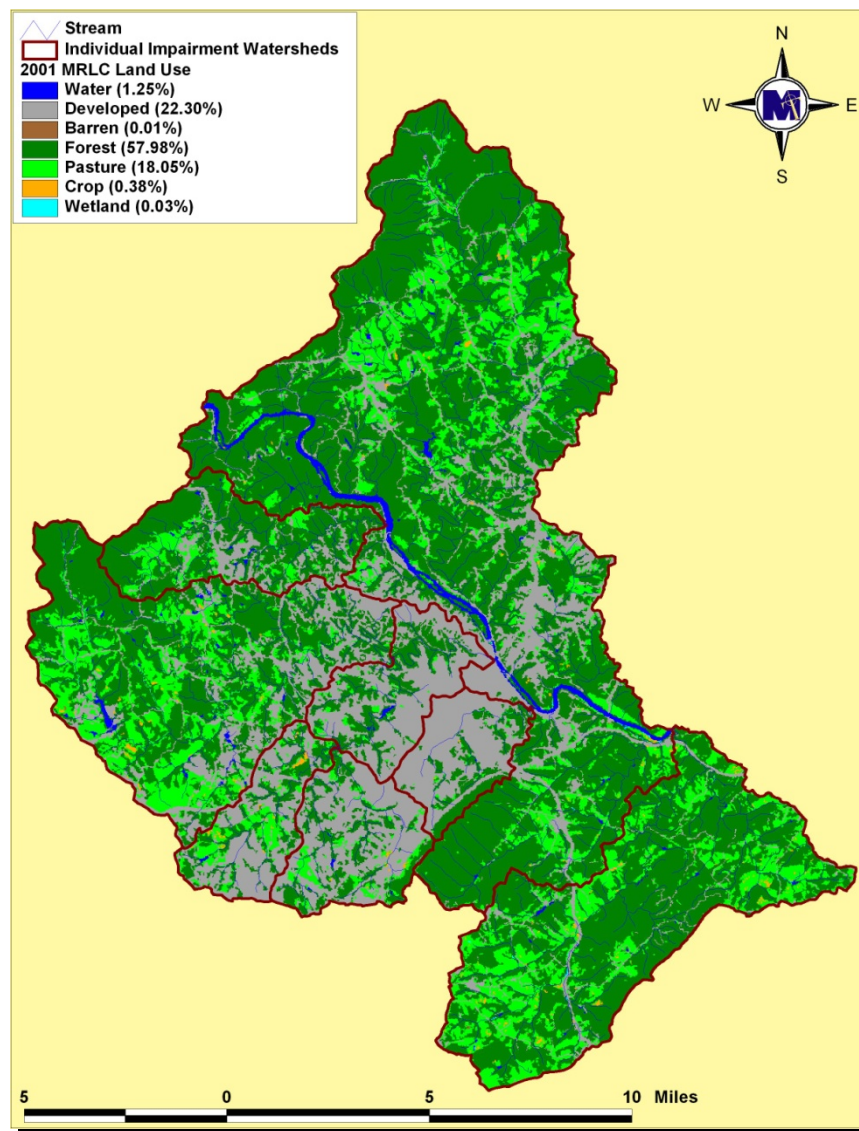 Stream
Individual Impairment Watersheds
2001 MRLC Land Use
Water (1.25%)
Developed (22.30%)
Barren (0.01%)
Forest (57.98%)
Pasture (18.05%)
Crop (0.38%)
Wetland (0.03%)
N
W
M
E
S
5 0 5 10 Miles